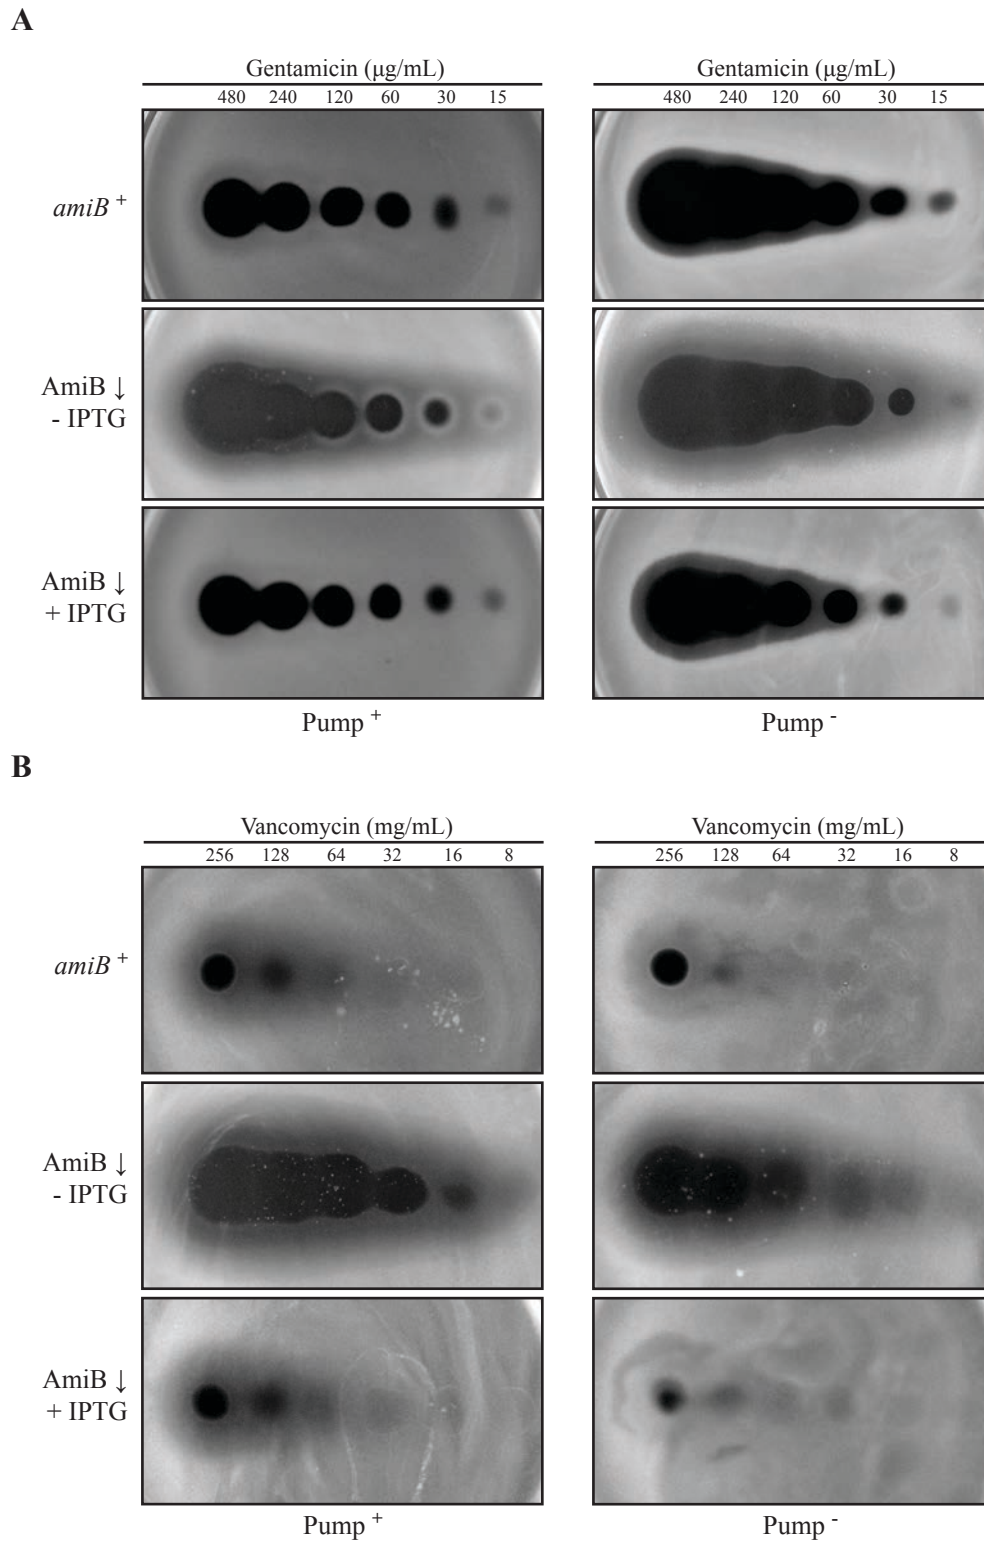 A
Gentamicin (μg/mL) Gentamicin (μg/mL)
480 240 120 60 30 15 480 240 120 60 30 15
amiB +
AmiB ↓
- IPTG
AmiB ↓
+ IPTG
Pump + Pump -
B
Vancomycin (mg/mL) Vancomycin (mg/mL)
256 128 64 32 16 8 256 128 64 32 16 8
amiB +
AmiB ↓
- IPTG
AmiB ↓
+ IPTG
Pump + Pump -